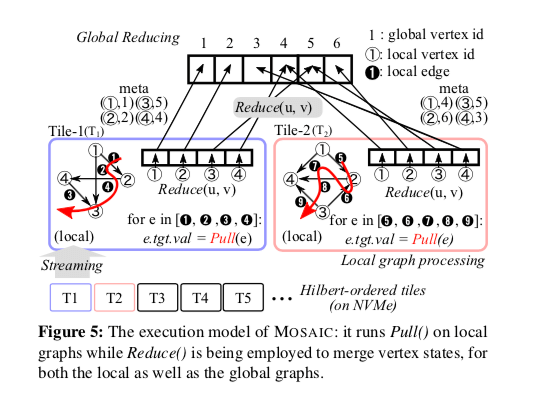 Global Reducing
1 2 3 4 5 6
1 : global vertex id
①: local vertex id
❶: local edge
meta
(①,1)(③,5)
(②,2)(④,4)
Reduce(u, v)
meta
(①,4)(③,5)
(②,6)(④,3)
Tile-1(T₁)
① ② ③ ④
❶ ❷ ❸ ❹
① ② ③ ④
Reduce(u, v)
for e in [❶, ❷, ❸, ❹]:
e.tgt.val = Pull(e)
(local)
Tile-2(T₂)
① ② ③ ④
❺ ❻ ❼ ❽ ❾
① ② ③ ④
Reduce(u, v)
for e in [❺, ❻, ❼, ❽, ❾]:
e.tgt.val = Pull(e)
(local)
Streaming
Local graph processing
T1 T2 T3 T4 T5 ••• Hilbert-ordered tiles
(on NVMe)
Figure 5: The execution model of MOSAIC: it runs Pull() on local
graphs while Reduce() is being employed to merge vertex states, for
both the local as well as the global graphs.